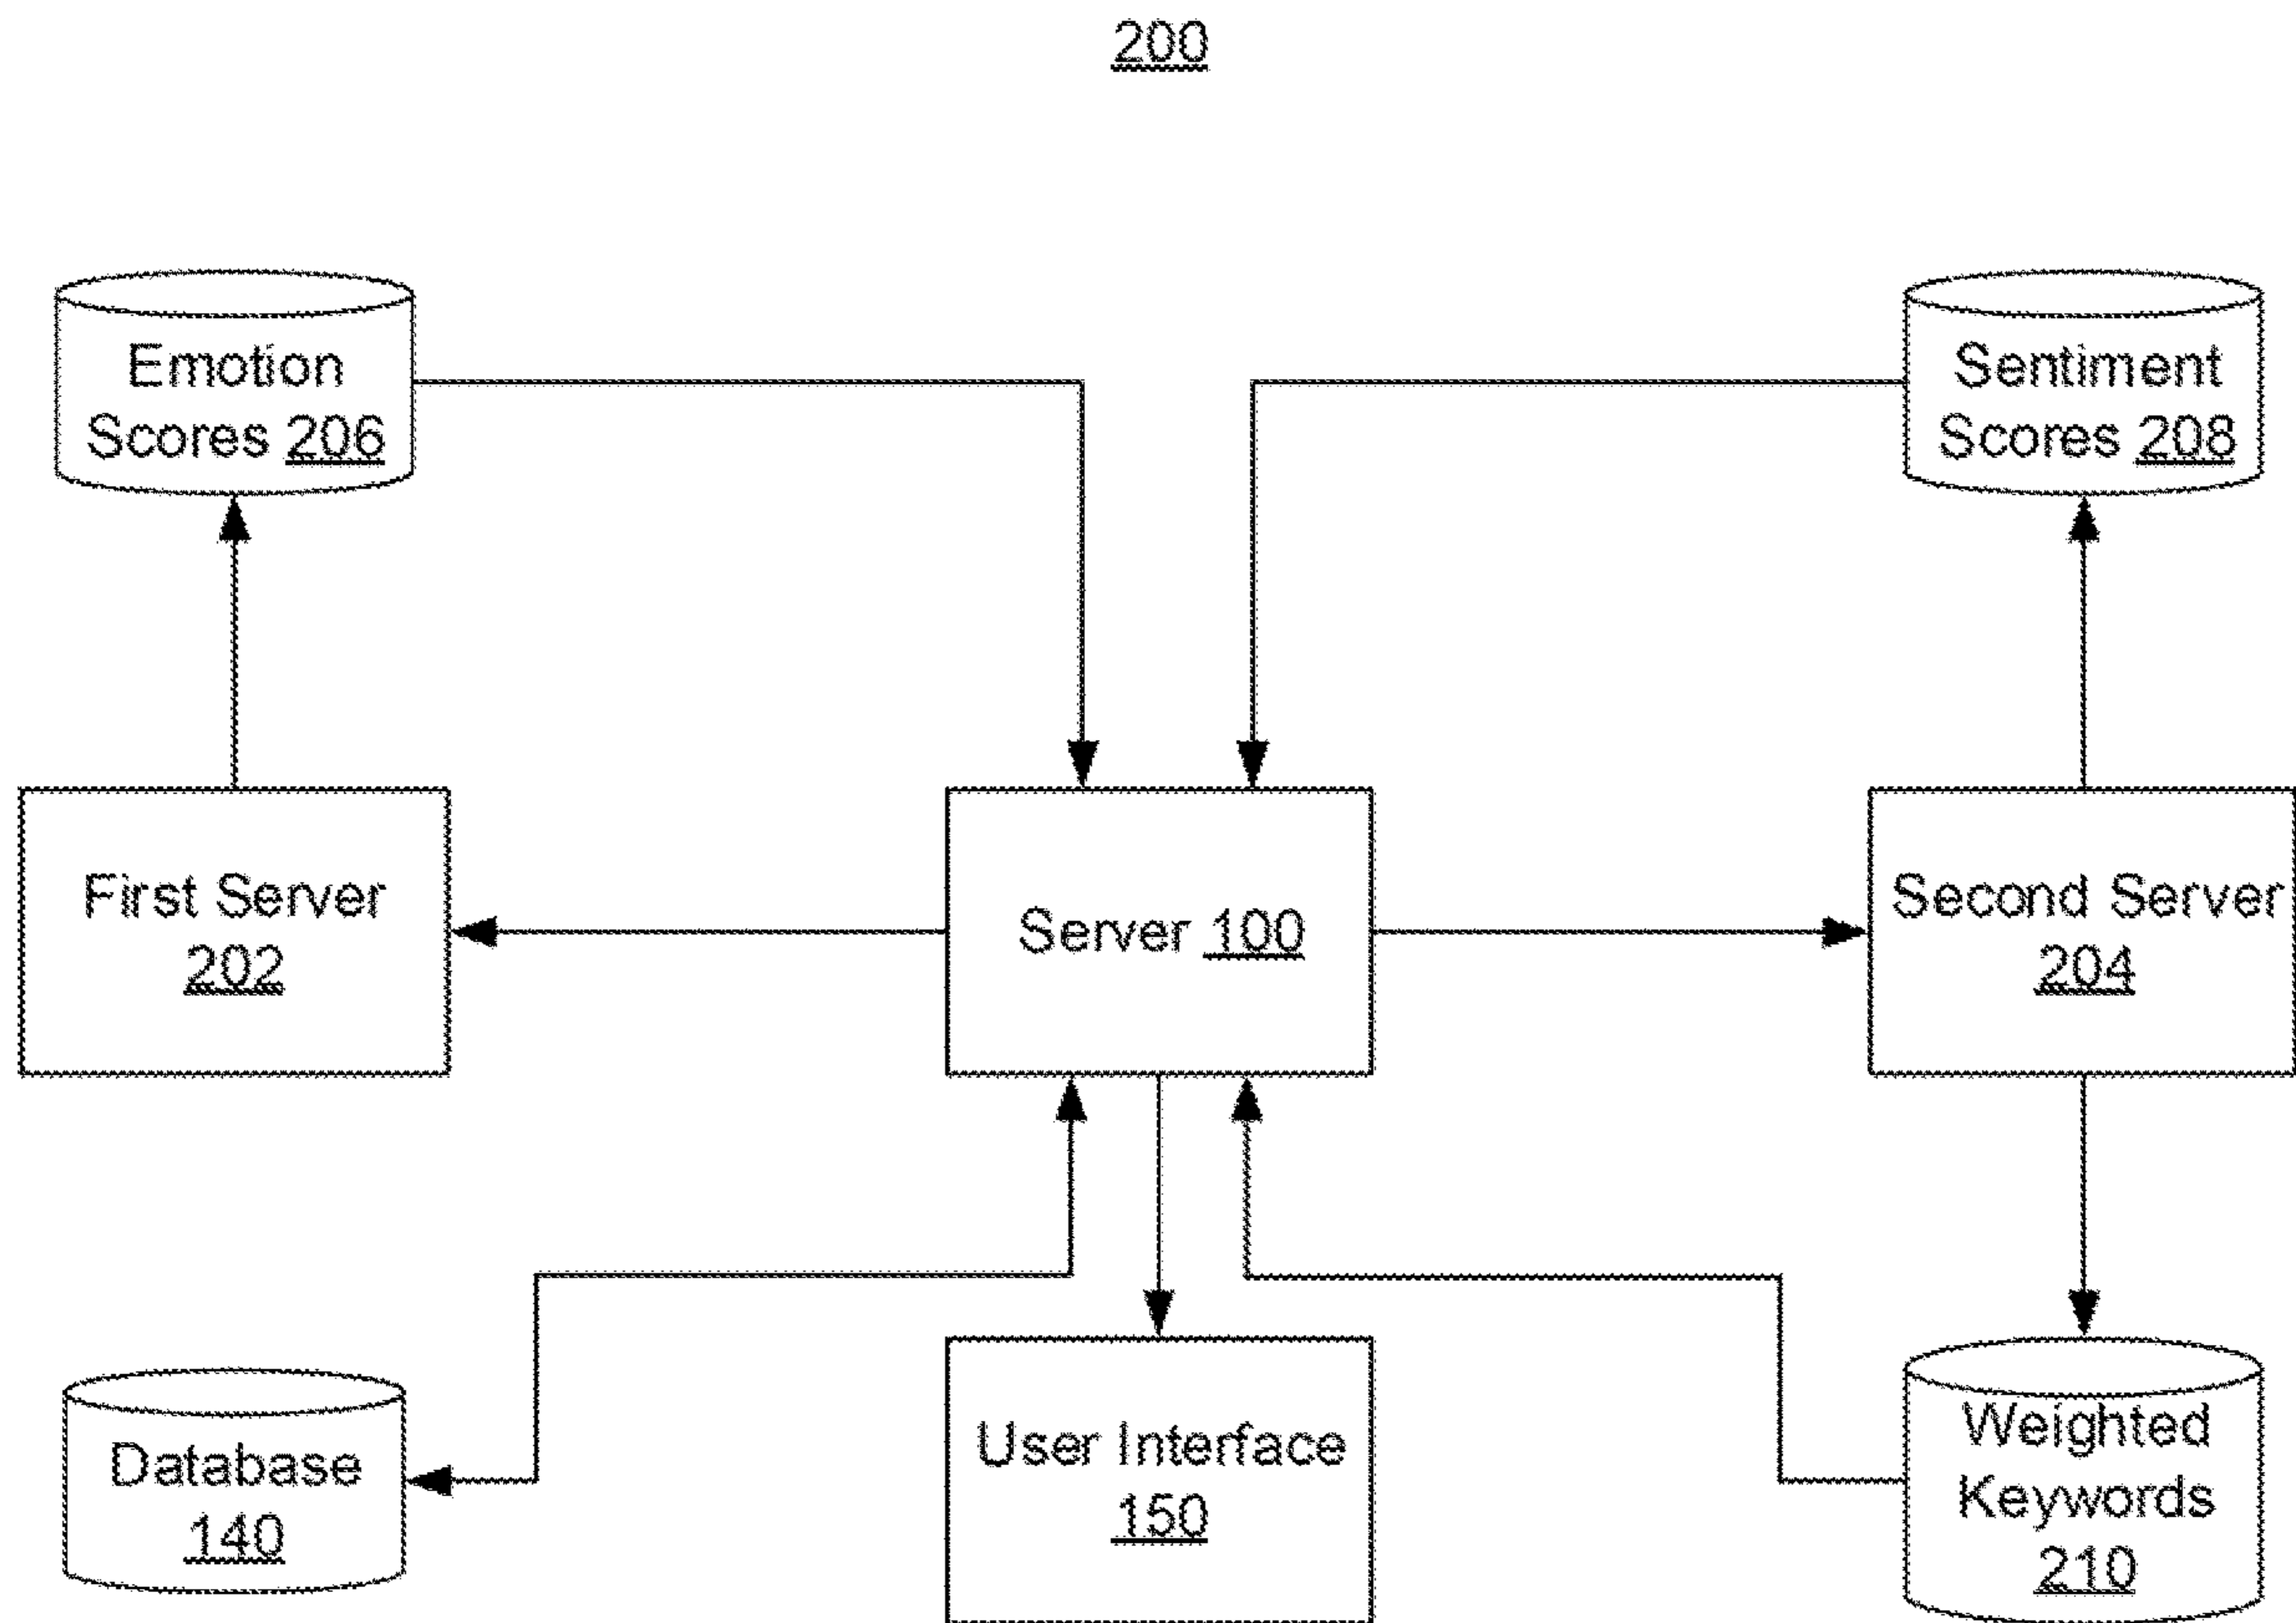 200
Emotion
Scores 206
Sentiment
Scores 208
First Server
202
Server 100
Second Server
204
Database
140
User Interface
150
Weighted
Keywords
210